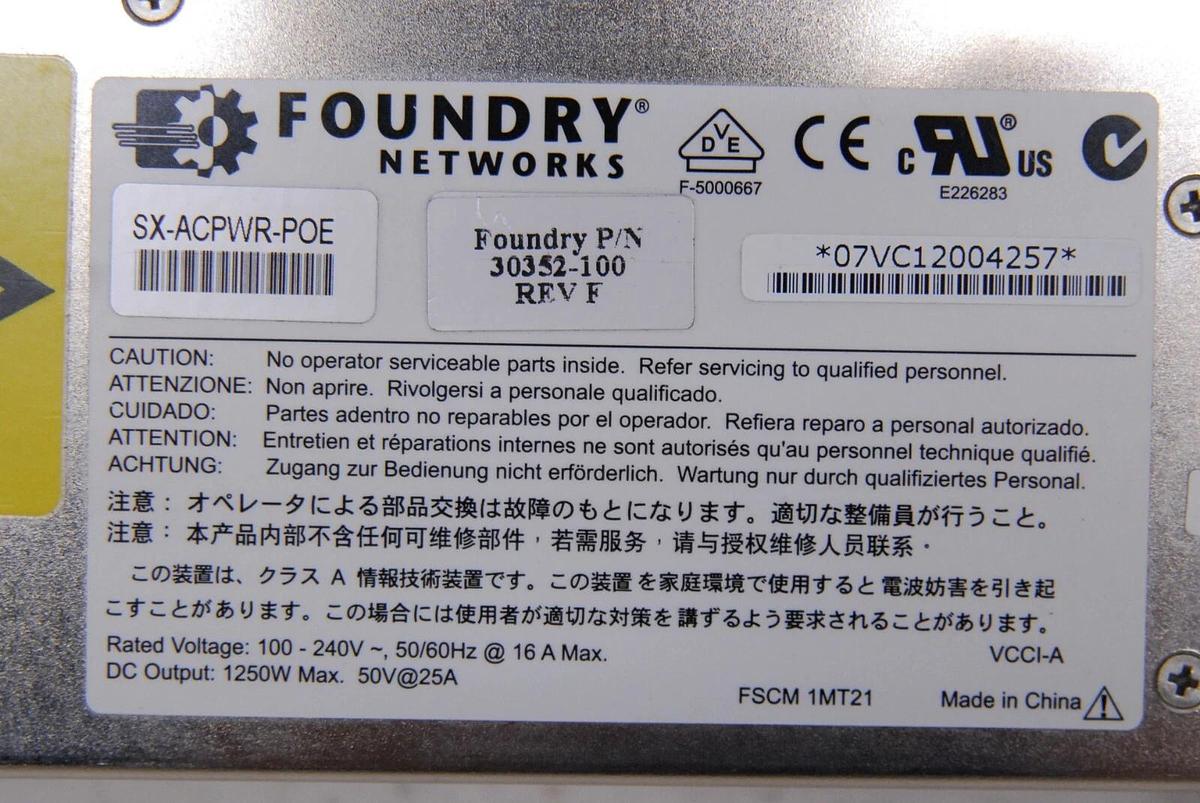 FOUNDRY®
NETWORKS
DVE
F-5000667
CE
c UL® US
E226283
SX-ACPWR-POE
Foundry P/N
30352-100
REV F
*07VC12004257*
CAUTION: No operator serviceable parts inside. Refer servicing to qualified personnel.
ATTENZIONE: Non aprire. Rivolgersi a personale qualificado.
CUIDADO: Partes adentro no reparables por el operador. Refiera reparo a personal autorizado.
ATTENTION: Entretien et réparations internes ne sont autorisés qu'au personnel technique qualifié.
ACHTUNG: Zugang zur Bedienung nicht erförderlich. Wartung nur durch qualifiziertes Personal.
注意： オペレータによる部品交換は故障のもとになります。適切な整備員が行うこと。
注意： 本产品内部不含任何可维修部件，若需服务，请与授权维修人员联系。
この装置は、クラス A 情報技術装置です。この装置を家庭環境で使用すると電波妨害を引き起
こすことがあります。この場合には使用者が適切な対策を講ずるよう要求されることがあります。
Rated Voltage: 100 - 240V ~, 50/60Hz @ 16 A Max.
VCCI-A
DC Output: 1250W Max. 50V@25A
FSCM 1MT21
Made in China